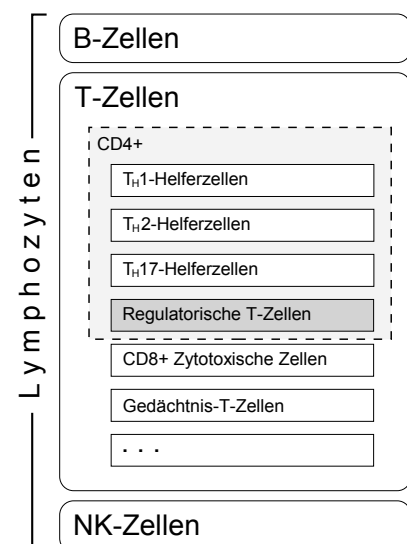 Lymphozyten
B-Zellen
T-Zellen
CD4+
TH1-Helferzellen
TH2-Helferzellen
TH17-Helferzellen
Regulatorische T-Zellen
CD8+ Zytotoxische Zellen
Gedächtnis-T-Zellen
. . .
NK-Zellen